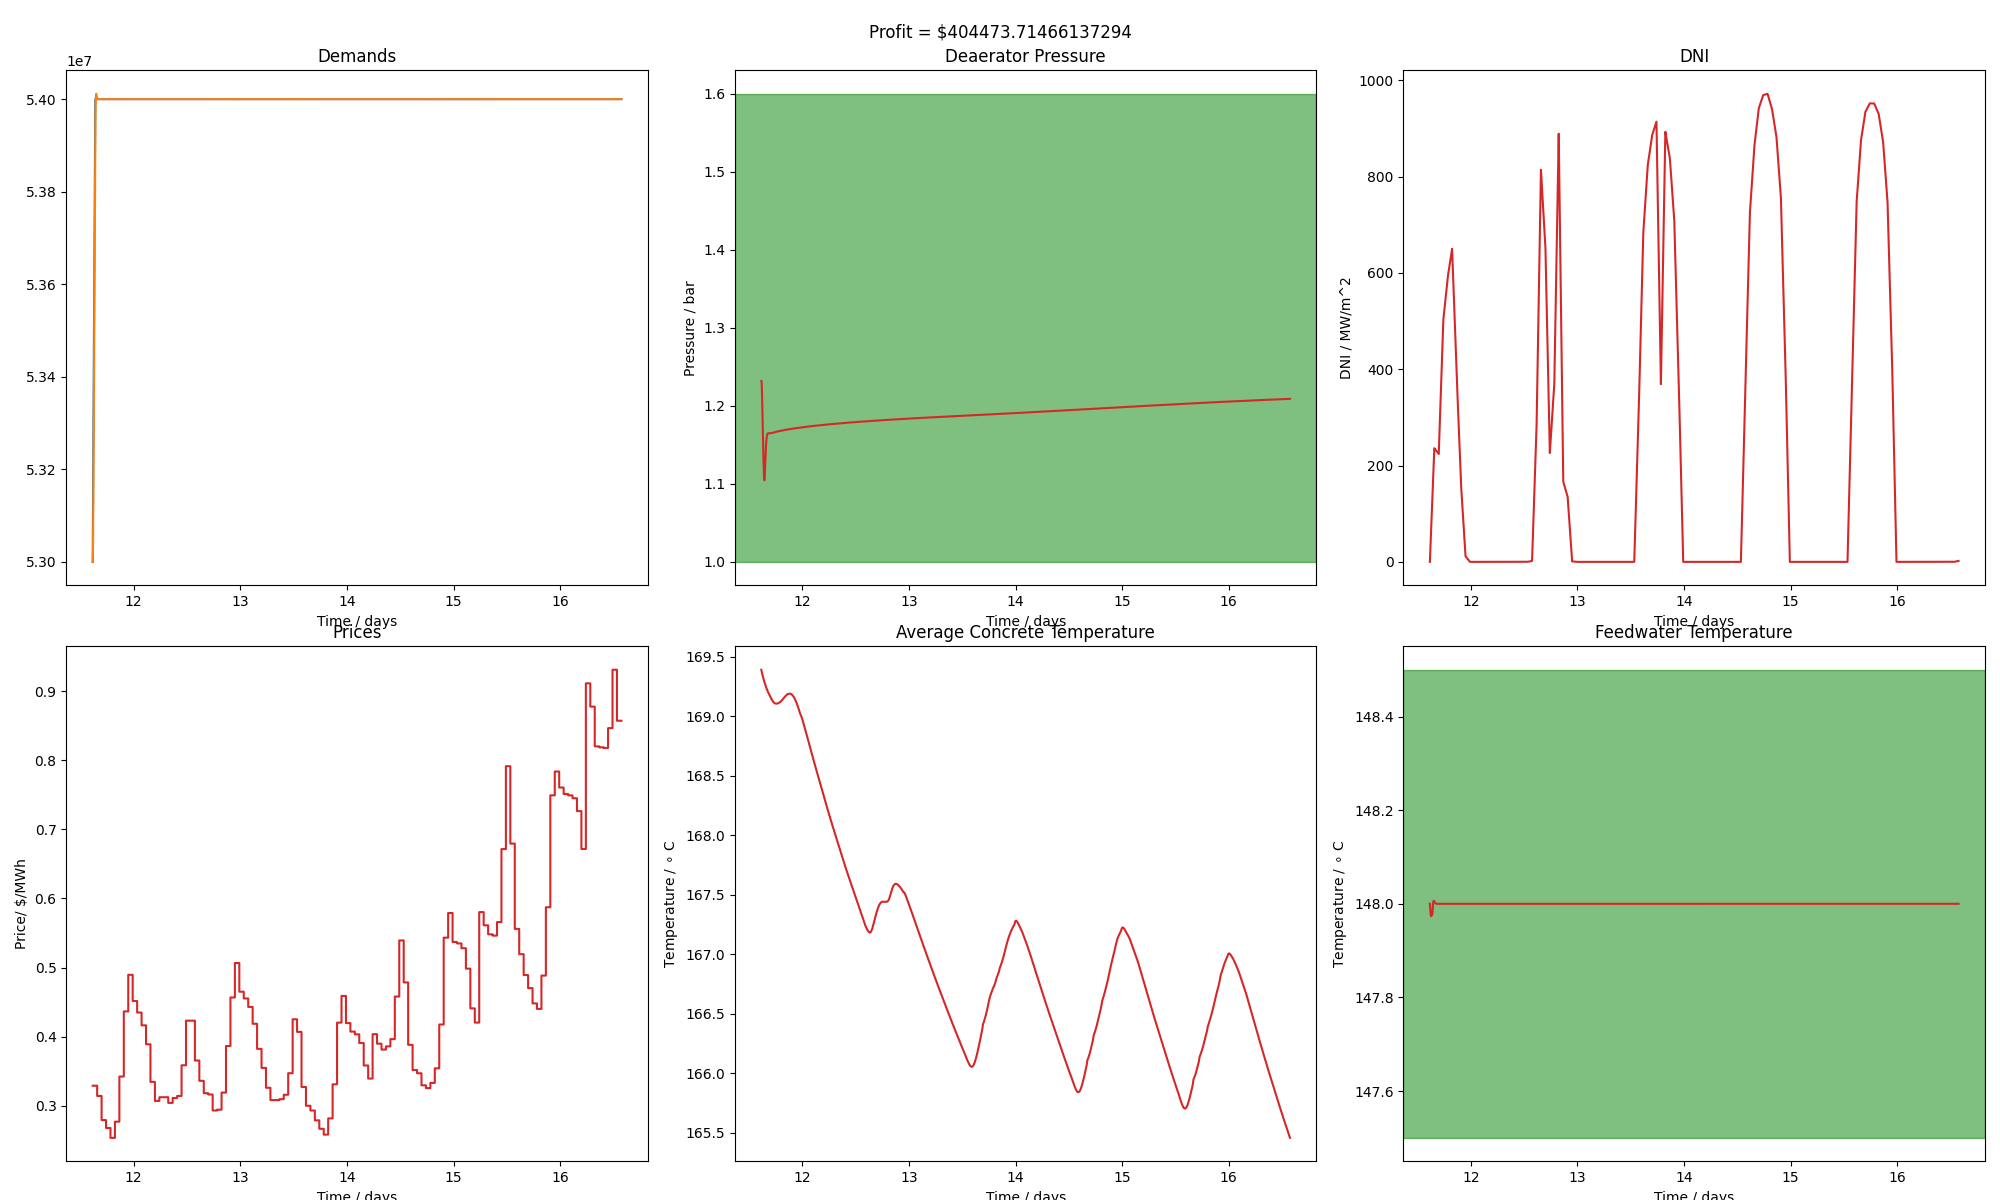 Profit = $404473.71466137294
Demands
1e7
5.40
5.38
5.36
5.34
5.32
5.30
12 13 14 15 16
Time / days
Deaerator Pressure
Pressure / bar
1.6
1.5
1.4
1.3
1.2
1.1
1.0
12 13 14 15 16
Time / days
DNI
DNI / MW/m^2
1000
800
600
400
200
0
12 13 14 15 16
Time / days
Prices
Price/ $/MWh
0.9
0.8
0.7
0.6
0.5
0.4
0.3
12 13 14 15 16
Time / days
Average Concrete Temperature
Temperature / ∘ C
169.5
169.0
168.5
168.0
167.5
167.0
166.5
166.0
165.5
12 13 14 15 16
Time / days
Feedwater Temperature
Temperature / ∘ C
148.4
148.2
148.0
147.8
147.6
12 13 14 15 16
Time / days